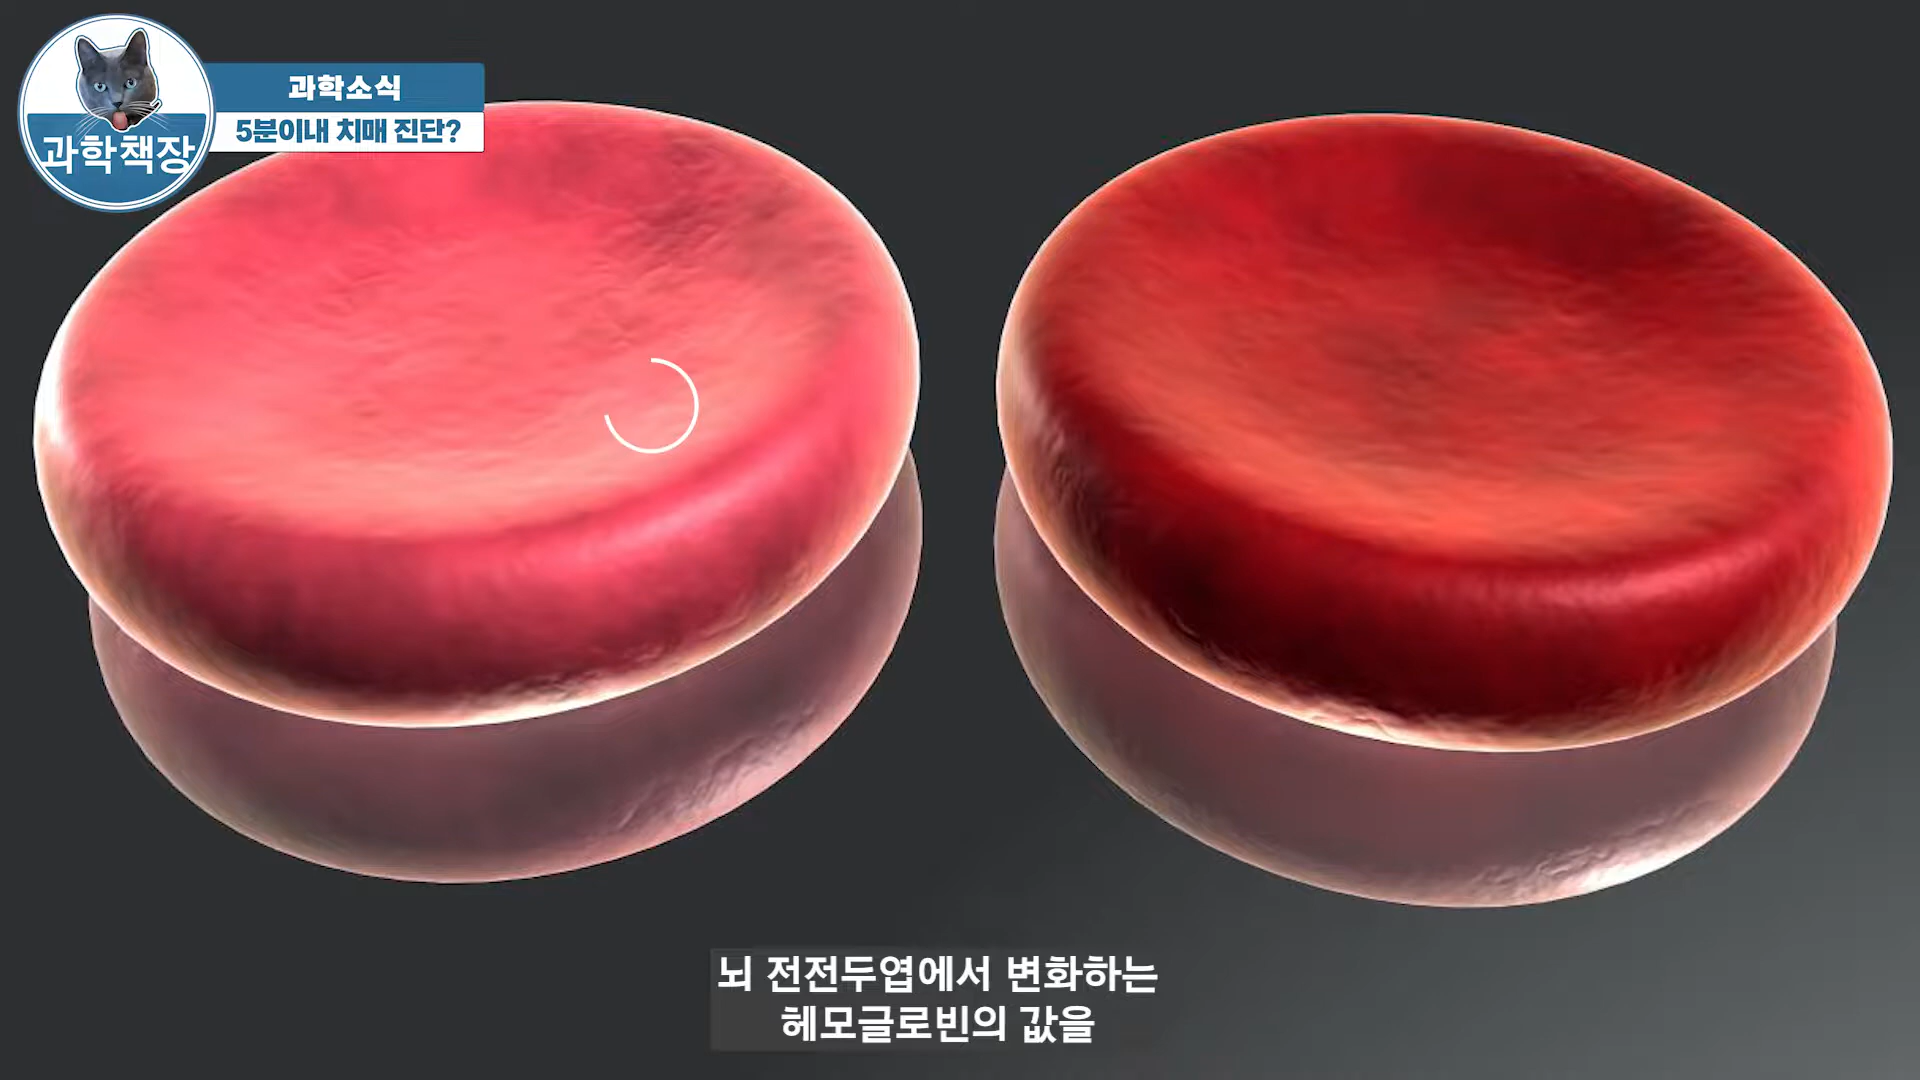 과학책장
과학소식
5분이내 치매 진단?
뇌 전전두엽에서 변화하는
헤모글로빈의 값을